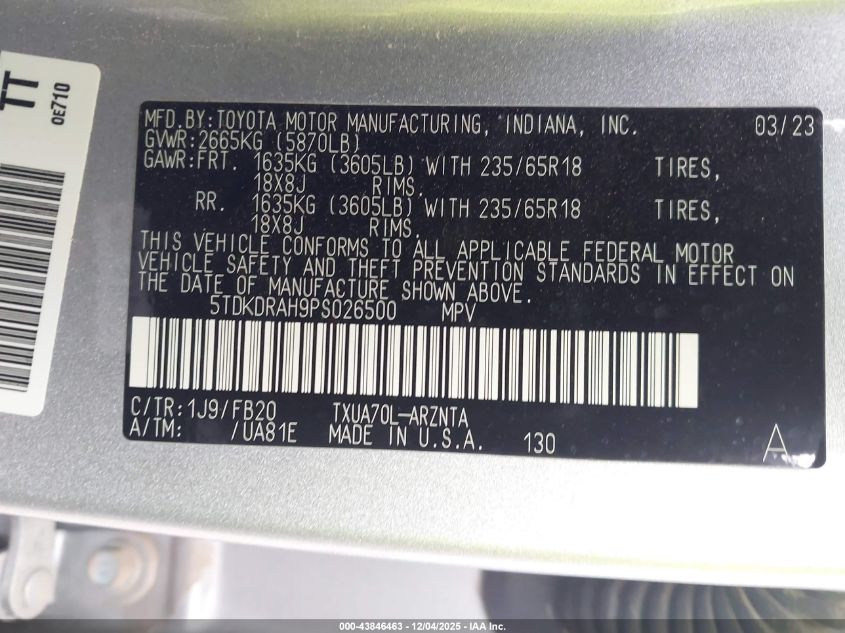 TT
0E710
MFD.BY:TOYOTA MOTOR MANUFACTURING, INDIANA, INC. 03/23
GVWR:2665KG (5870LB)
GAWR:FRT. 1635KG (3605LB) WITH 235/65R18 TIRES,
18X8J RIMS.
RR. 1635KG (3605LB) WITH 235/65R18 TIRES,
18X8J RIMS.
THIS VEHICLE CONFORMS TO ALL APPLICABLE FEDERAL MOTOR
VEHICLE SAFETY AND THEFT PREVENTION STANDARDS IN EFFECT ON
THE DATE OF MANUFACTURE SHOWN ABOVE.
5TDKDRAH9PS026500 MPV
C/TR:1J9/FB20 TXUA70L-ARZNTA
A/TM: /UA81E MADE IN U.S.A. 130 A
000-43846463 - 12/04/2025 - IAA Inc.